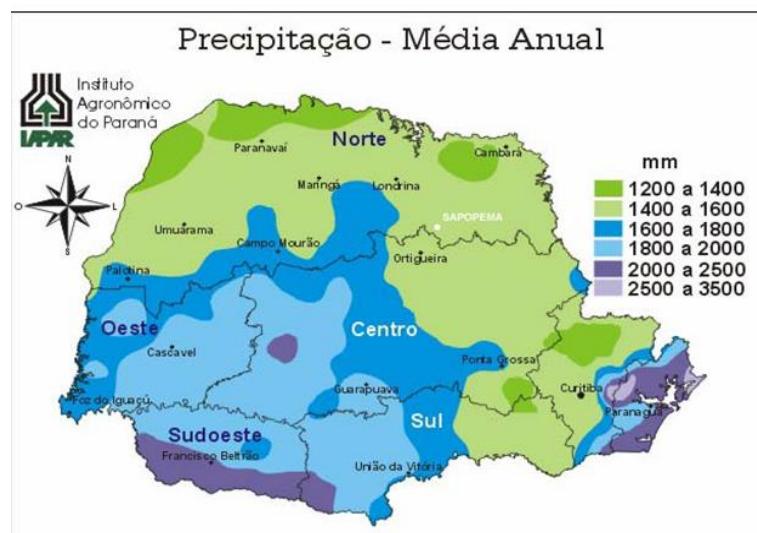 Precipitação - Média Anual
Instituto
Agronômico
do Paraná
IAPAR
N
O
L
S
Norte
Paranavaí
Cambará
Maringá
Londrina
SAPOPEMA
Umuarama
Campo Mourão
Ortigueira
Palotina
Oeste
Centro
Cascavel
Ponta Grossa
Guarapuava
Curitiba
Foz do Iguaçú
Paranaguá
Sul
Sudoeste
Francisco Beltrão
União da Vitória
mm
1200 a 1400
1400 a 1600
1600 a 1800
1800 a 2000
2000 a 2500
2500 a 3500